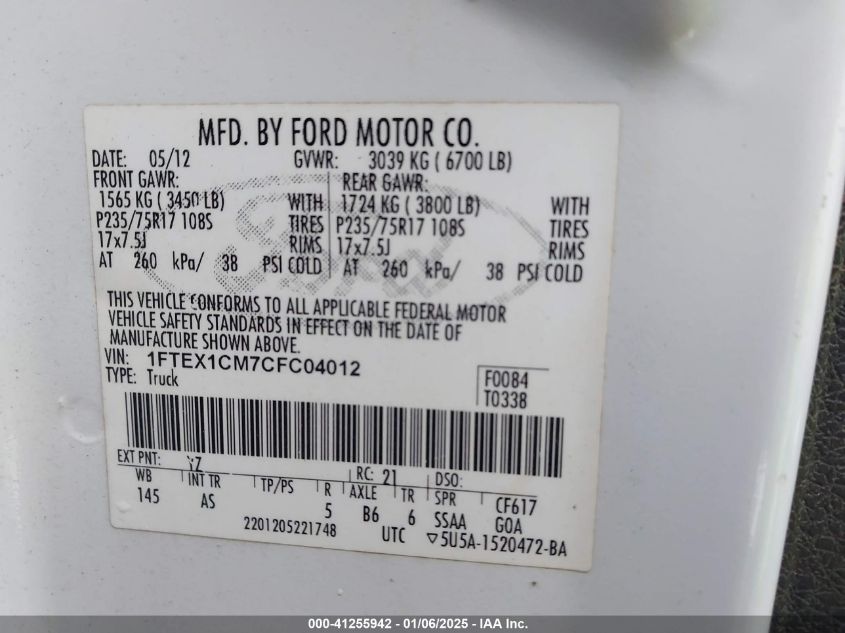 MFD. BY FORD MOTOR CO.
DATE: 05/12 GVWR: 3039 KG ( 6700 LB)
FRONT GAWR: REAR GAWR:
1565 KG ( 3450 LB) WITH 1724 KG ( 3800 LB) WITH
P235/75R17 108S TIRES P235/75R17 108S TIRES
17x7.5J RIMS 17x7.5J RIMS
AT 260 kPa/ 38 PSI COLD AT 260 kPa/ 38 PSI COLD
THIS VEHICLE CONFORMS TO ALL APPLICABLE FEDERAL MOTOR
VEHICLE SAFETY STANDARDS IN EFFECT ON THE DATE OF
MANUFACTURE SHOWN ABOVE.
VIN: 1FTEX1CM7CFC04012
TYPE: Truck
F0084
T0338
EXT PNT: YZ RC: 21 DSO:
WB INT TR TP/PS R AXLE TR SPR CF617
145 AS 5 B6 6 SSAA GOA
2201205221748 UTC ▽5U5A-1520472-BA
000-41255942 - 01/06/2025 - IAA Inc.